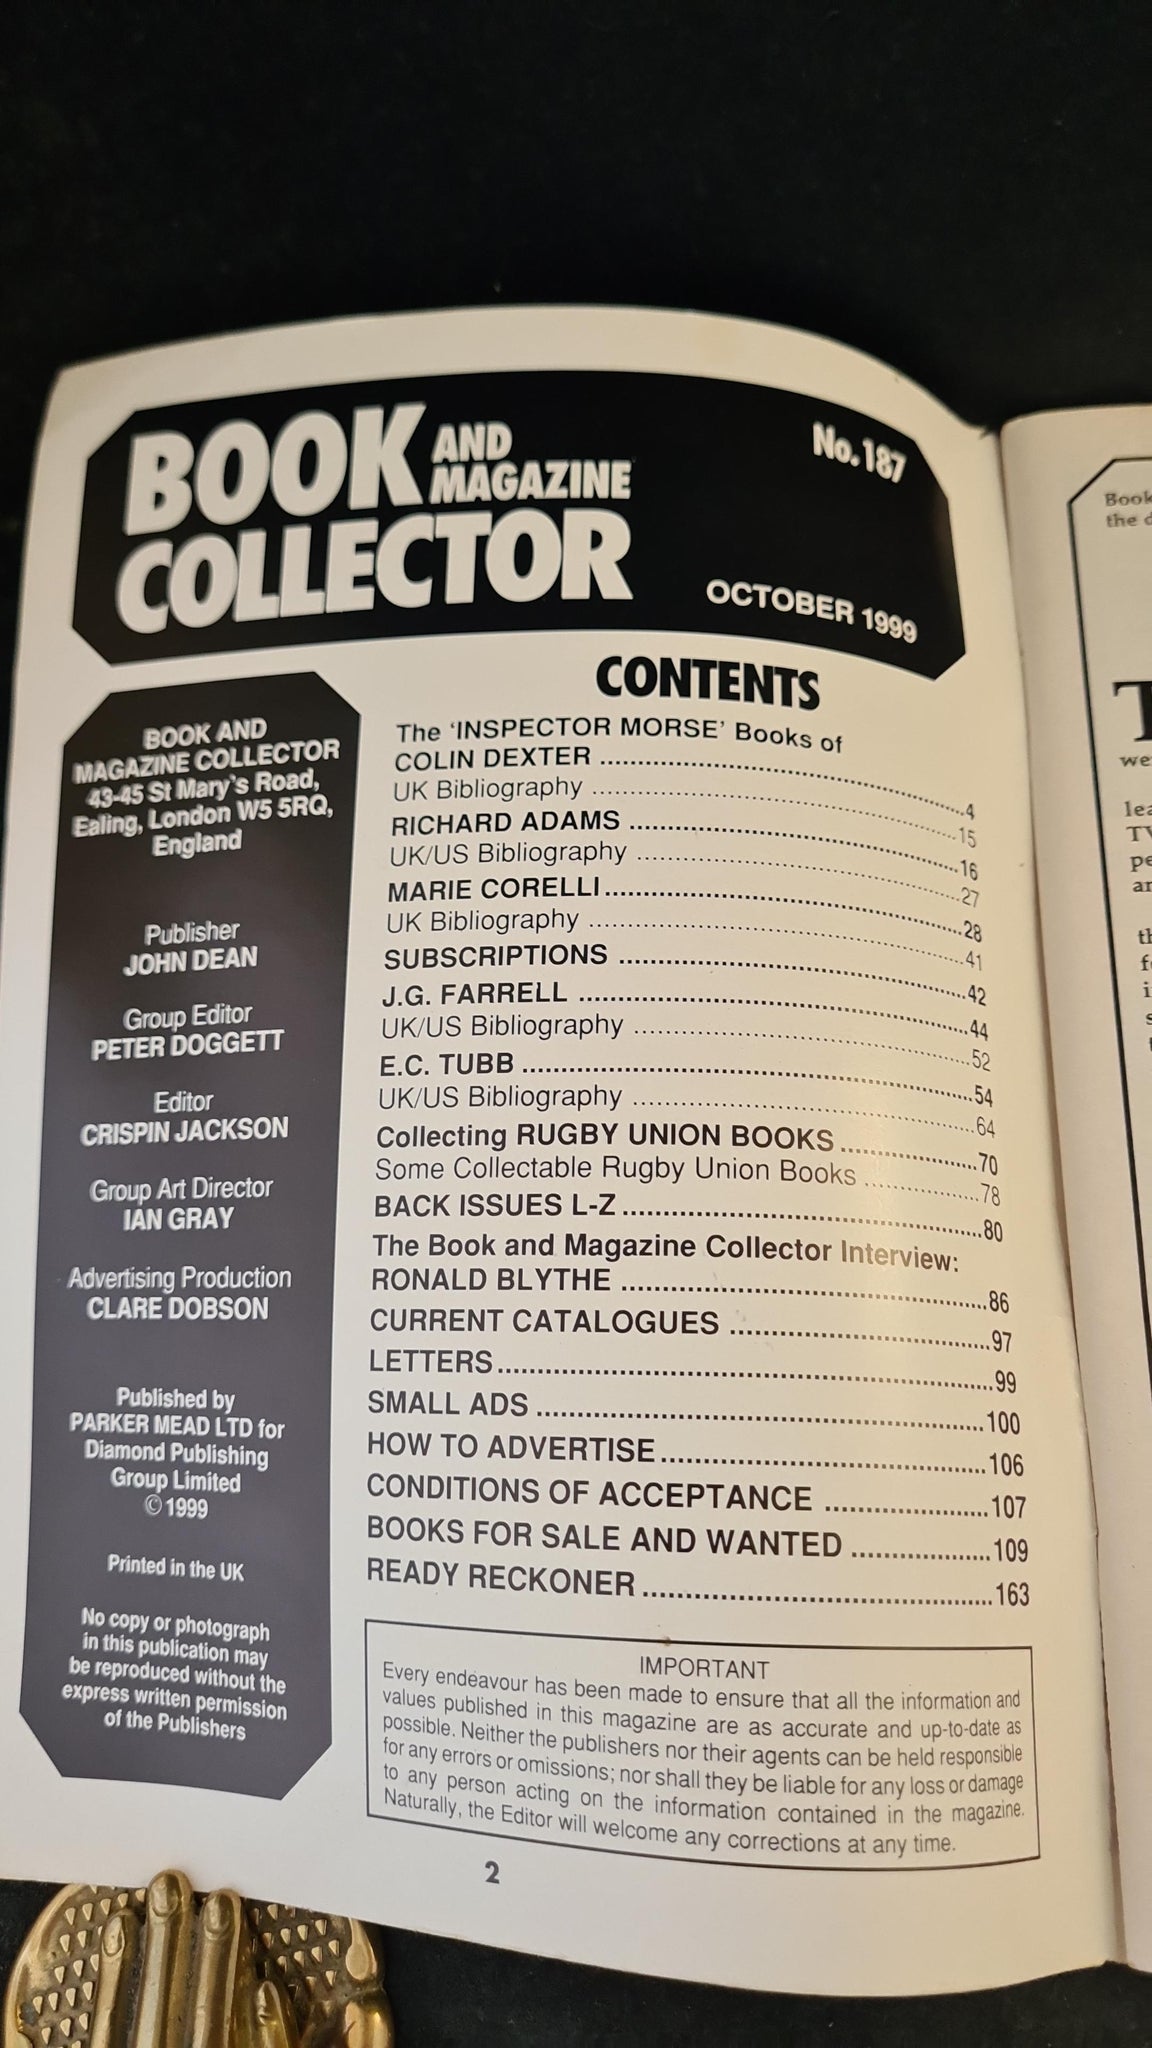 BOOK AND
MAGAZINE
COLLECTOR
No. 187
OCTOBER 1999
BOOK AND
MAGAZINE COLLECTOR
43-45 St Mary's Road,
Ealing, London W5 5RQ,
England
Publisher
JOHN DEAN
Group Editor
PETER DOGGETT
Editor
CRISPIN JACKSON
Group Art Director
IAN GRAY
Advertising Production
CLARE DOBSON
Published by
PARKER MEAD LTD for
Diamond Publishing
Group Limited
© 1999
Printed in the UK
No copy or photograph
in this publication may
be reproduced without the
express written permission
of the Publishers
CONTENTS
The 'INSPECTOR MORSE' Books of
COLIN DEXTER ..... 4
UK Bibliography ..... 15
RICHARD ADAMS ..... 16
UK/US Bibliography ..... 27
MARIE CORELLI ..... 28
UK Bibliography ..... 41
SUBSCRIPTIONS ..... 42
J.G. FARRELL ..... 44
UK/US Bibliography ..... 52
E.C. TUBB ..... 54
UK/US Bibliography ..... 64
Collecting RUGBY UNION BOOKS ..... 70
Some Collectable Rugby Union Books ..... 78
BACK ISSUES L-Z ..... 80
The Book and Magazine Collector Interview:
RONALD BLYTHE ..... 86
CURRENT CATALOGUES ..... 97
LETTERS ..... 99
SMALL ADS ..... 100
HOW TO ADVERTISE ..... 106
CONDITIONS OF ACCEPTANCE ..... 107
BOOKS FOR SALE AND WANTED ..... 109
READY RECKONER ..... 163
IMPORTANT
Every endeavour has been made to ensure that all the information and
values published in this magazine are as accurate and up-to-date as
possible. Neither the publishers nor their agents can be held responsible
for any errors or omissions; nor shall they be liable for any loss or damage
to any person acting on the information contained in the magazine.
Naturally, the Editor will welcome any corrections at any time.
2
Book
the